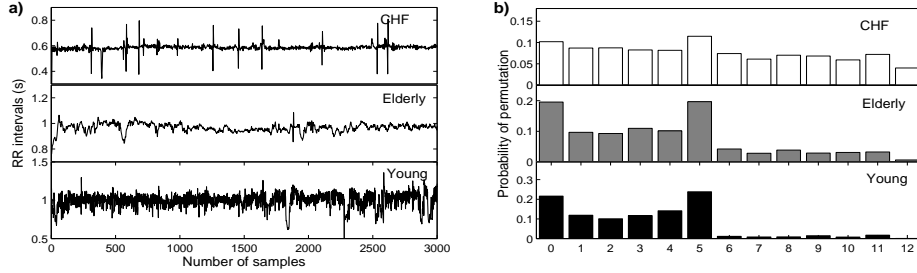 a)
CHF
0.8
0.6
0.4
RR intervals (s)
Elderly
1.2
1
0.8
Young
1.5
1
0.5
0 500 1000 1500 2000 2500 3000
Number of samples
b)
CHF
0.15
0.1
0.05
0
Probability of permutation
Elderly
0.2
0.1
0
Young
0.2
0.1
0
0 1 2 3 4 5 6 7 8 9 10 11 12